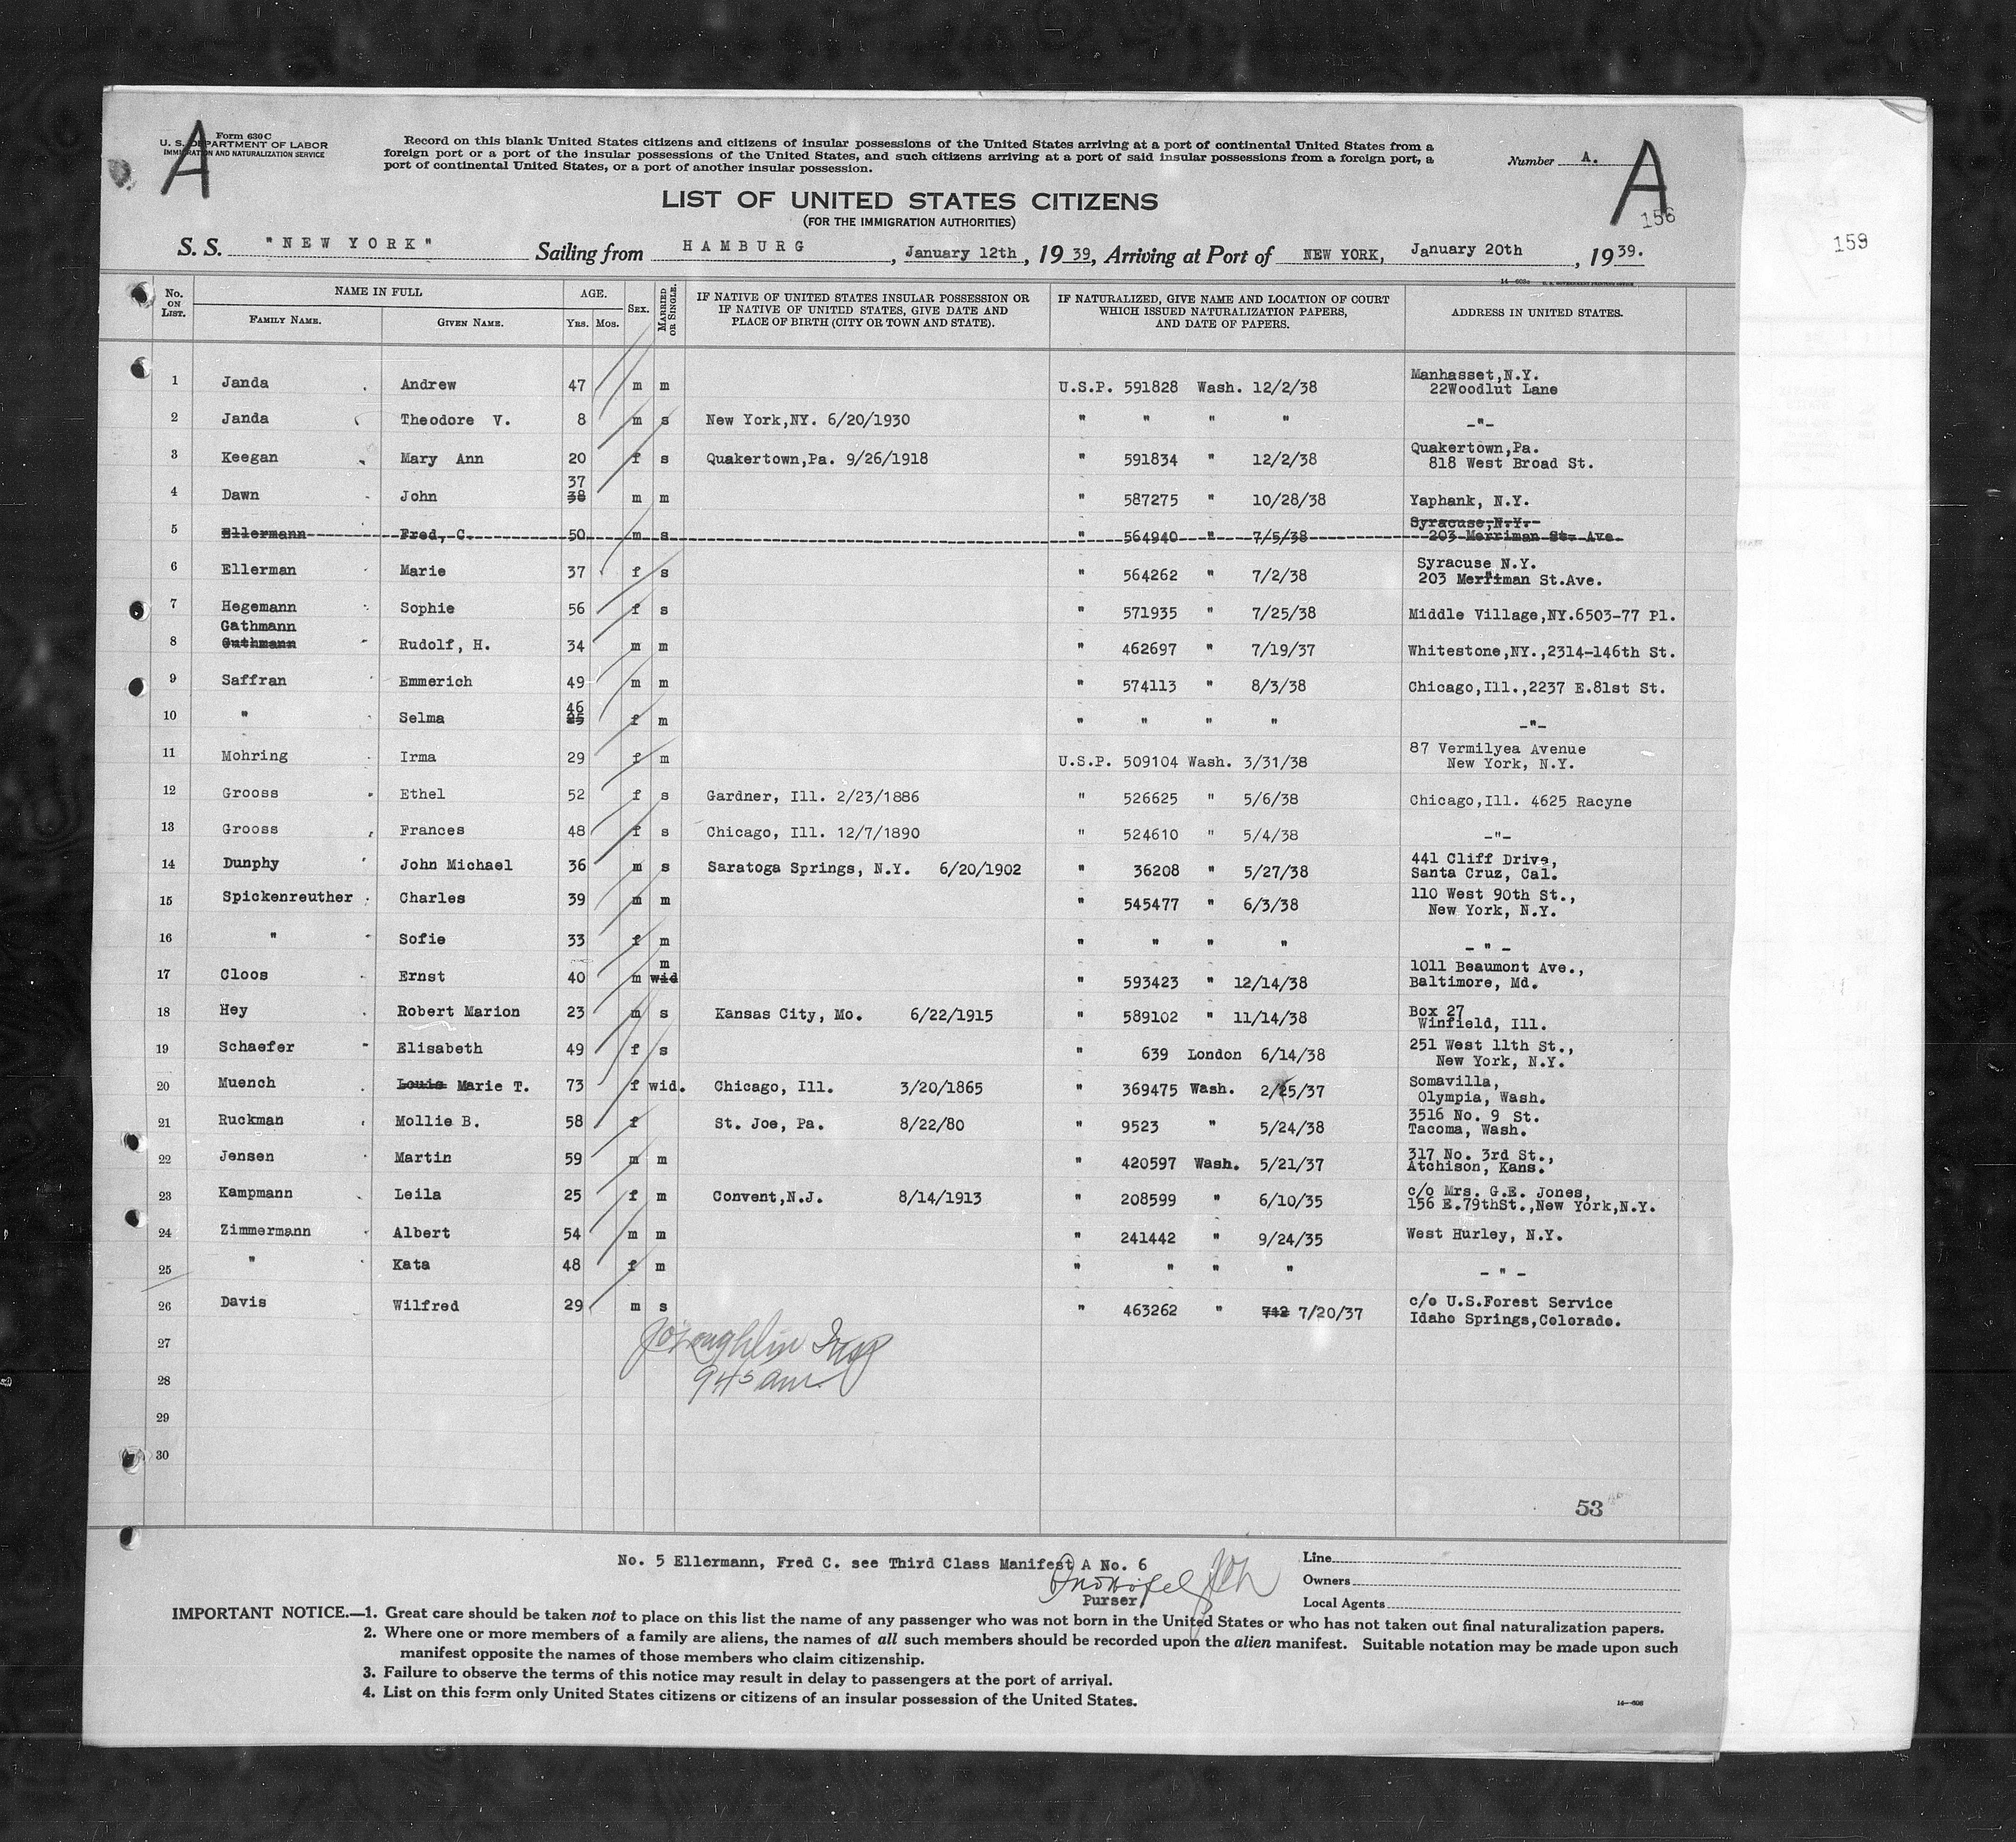 Form 630C
U. S. DEPARTMENT OF LABOR
IMMIGRATION AND NATURALIZATION SERVICE
A
Record on this blank United States citizens and citizens of insular possessions of the United States arriving at a port of continental United States from a
foreign port or a port of the insular possessions of the United States, and such citizens arriving at a port of said insular possessions from a foreign port, a
port of continental United States, or a port of another insular possession.
Number A.
A
156
159
LIST OF UNITED STATES CITIZENS
(FOR THE IMMIGRATION AUTHORITIES)
S. S. "NEW YORK" Sailing from HAMBURG, January 12th, 19 39, Arriving at Port of NEW YORK, January 20th, 19 39.
No. ON LIST. NAME IN FULL FAMILY NAME. GIVEN NAME. AGE. YRS. MOS. SEX. MARRIED OR SINGLE. IF NATIVE OF UNITED STATES INSULAR POSSESSION OR IF NATIVE OF UNITED STATES, GIVE DATE AND PLACE OF BIRTH (CITY OR TOWN AND STATE). IF NATURALIZED, GIVE NAME AND LOCATION OF COURT WHICH ISSUED NATURALIZATION PAPERS, AND DATE OF PAPERS. ADDRESS IN UNITED STATES.
1 Janda Andrew 47 m m U.S.P. 591828 Wash. 12/2/38 Manhasset,N.Y. 22Woodlut Lane
2 Janda Theodore V. 8 m s New York,NY. 6/20/1930 " " " " -"-
3 Keegan Mary Ann 20 f s Quakertown,Pa. 9/26/1918 " 591834 " 12/2/38 Quakertown,Pa. 818 West Broad St.
4 Dawn John 37 38 m m " 587275 " 10/28/38 Yaphank, N.Y.
5 Ellermann Fred, C. 50 m s " 564940 " 7/5/38 Syracuse,N.Y. 203 Merriman St. Ave.
6 Ellerman Marie 37 f s " 564262 " 7/2/38 Syracuse N.Y. 203 Merriman St.Ave.
7 Hegemann Sophie 56 f s " 571935 " 7/25/38 Middle Village,NY.6503-77 Pl.
8 Gathmann Guthmann Rudolf, H. 34 m m " 462697 " 7/19/37 Whitestone,NY.,2314-146th St.
9 Saffran Emmerich 49 m m " 574113 " 8/3/38 Chicago,Ill.,2237 E.81st St.
10 " Selma 46 25 f m " " " " -"-
11 Mohring Irma 29 f m U.S.P. 509104 Wash. 3/31/38 87 Vermilyea Avenue New York, N.Y.
12 Grooss Ethel 52 f s Gardner, Ill. 2/23/1886 " 526625 " 5/6/38 Chicago,Ill. 4625 Racyne
13 Grooss Frances 48 f s Chicago, Ill. 12/7/1890 " 524610 " 5/4/38 -"-
14 Dunphy John Michael 36 m s Saratoga Springs, N.Y. 6/20/1902 " 36208 " 5/27/38 441 Cliff Drive, Santa Cruz, Cal.
15 Spickenreuther Charles 39 m m " 545477 " 6/3/38 110 West 90th St., New York, N.Y.
16 " Sofie 33 f m " " " " - " -
17 Cloos Ernst 40 m m wid " 593423 " 12/14/38 1011 Beaumont Ave., Baltimore, Md.
18 Hey Robert Marion 23 m s Kansas City, Mo. 6/22/1915 " 589102 " 11/14/38 Box 27 Winfield, Ill.
19 Schaefer Elisabeth 49 f s " 639 London 6/14/38 251 West 11th St., New York, N.Y.
20 Muench Louis Marie T. 73 f wid. Chicago, Ill. 3/20/1865 " 369475 Wash. 2/25/37 Somavilla, Olympia, Wash.
21 Ruckman Mollie B. 58 f St. Joe, Pa. 8/22/80 " 9523 " 5/24/38 3516 No. 9 St. Tacoma, Wash.
22 Jensen Martin 59 m m " 420597 Wash. 5/21/37 317 No. 3rd St., Atchison, Kans.
23 Kampmann Leila 25 f m Convent,N.J. 8/14/1913 " 208599 " 6/10/35 c/o Mrs. G.E. Jones, 156 E.79thSt.,New York,N.Y.
24 Zimmermann Albert 54 m m " 241442 " 9/24/35 West Hurley, N.Y.
25 " Kata 48 f m " " " " - " -
26 Davis Wilfred 29 m s " 463262 " 712 7/20/37 c/o U.S.Forest Service Idaho Springs,Colorado.
27
28 945 am
29
30
53
No. 5 Ellermann, Fred C. see Third Class Manifest A No. 6
Purser
Line
Owners
Local Agents
IMPORTANT NOTICE.—1. Great care should be taken not to place on this list the name of any passenger who was not born in the United States or who has not taken out final naturalization papers.
2. Where one or more members of a family are aliens, the names of all such members should be recorded upon the alien manifest. Suitable notation may be made upon such
manifest opposite the names of those members who claim citizenship.
3. Failure to observe the terms of this notice may result in delay to passengers at the port of arrival.
4. List on this form only United States citizens or citizens of an insular possession of the United States.
14-608